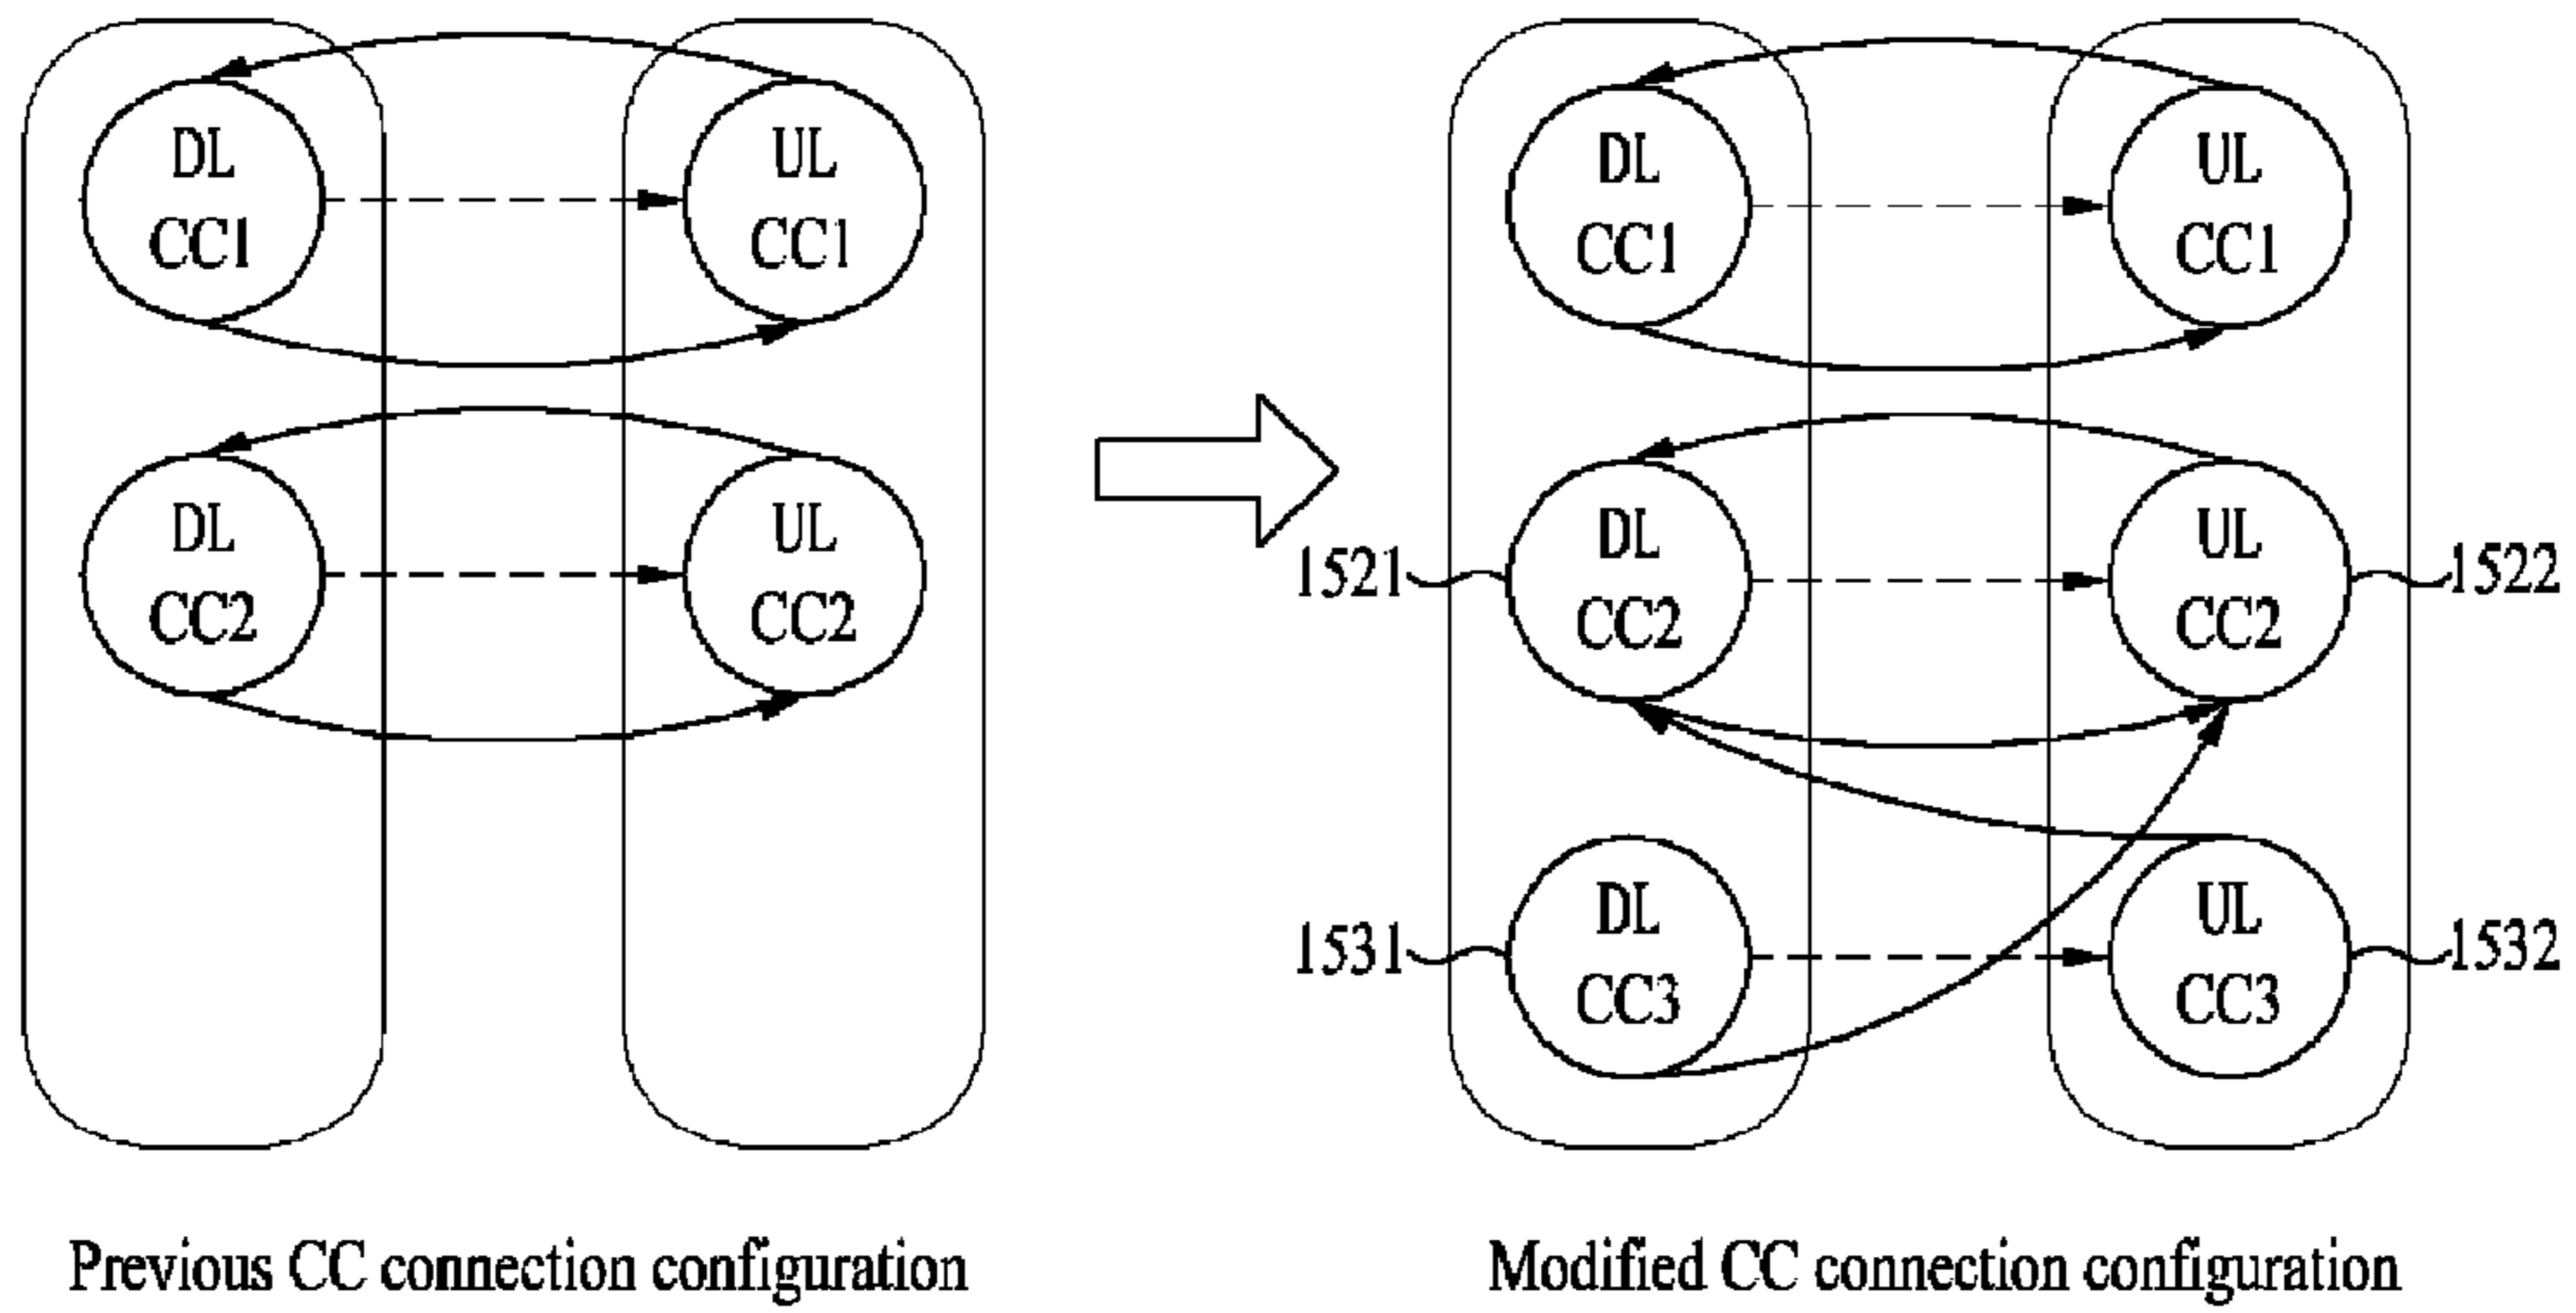 DL
CC1
UL
CC1
DL
CC2
UL
CC2
Previous CC connection configuration
DL
CC1
UL
CC1
1521
DL
CC2
UL
CC2
1522
1531
DL
CC3
UL
CC3
1532
Modified CC connection configuration